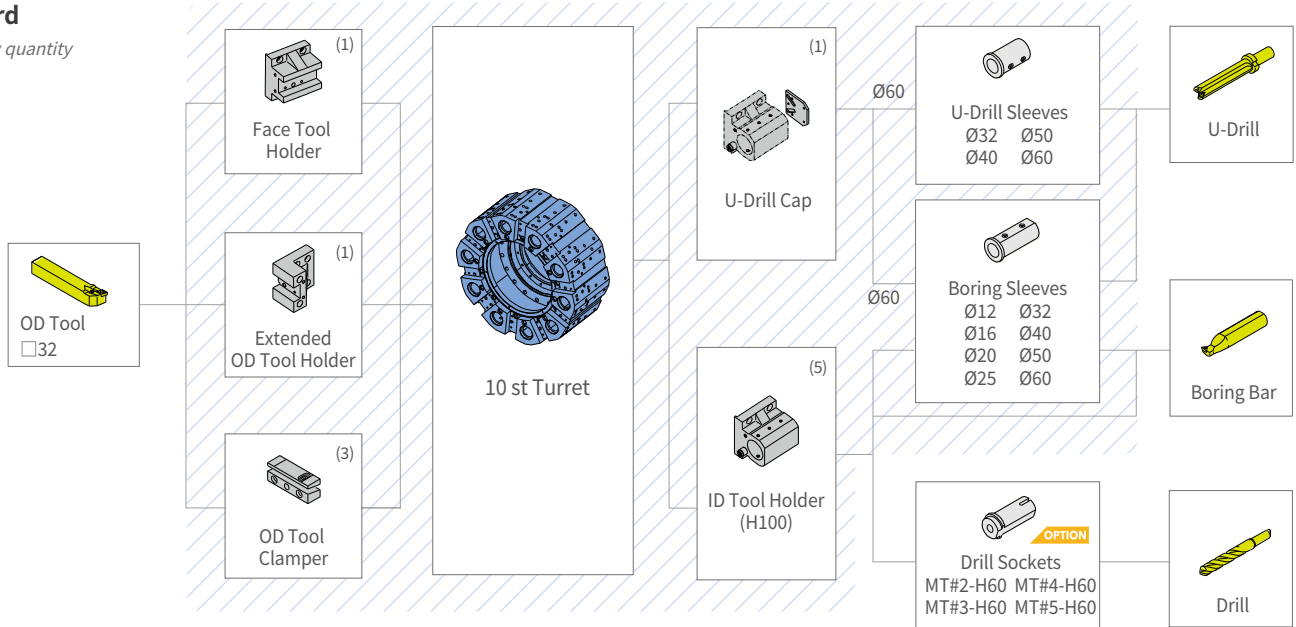 quantity
OD Tool
□32
(1)
Face Tool
Holder
(1)
Extended
OD Tool Holder
(3)
OD Tool
Clamper
10 st Turret
(1)
U-Drill Cap
(5)
ID Tool Holder
(H100)
Ø60
Ø60
U-Drill Sleeves
Ø32 Ø50
Ø40 Ø60
Boring Sleeves
Ø12 Ø32
Ø16 Ø40
Ø20 Ø50
Ø25 Ø60
OPTION
Drill Sockets
MT#2-H60 MT#4-H60
MT#3-H60 MT#5-H60
U-Drill
Boring Bar
Drill